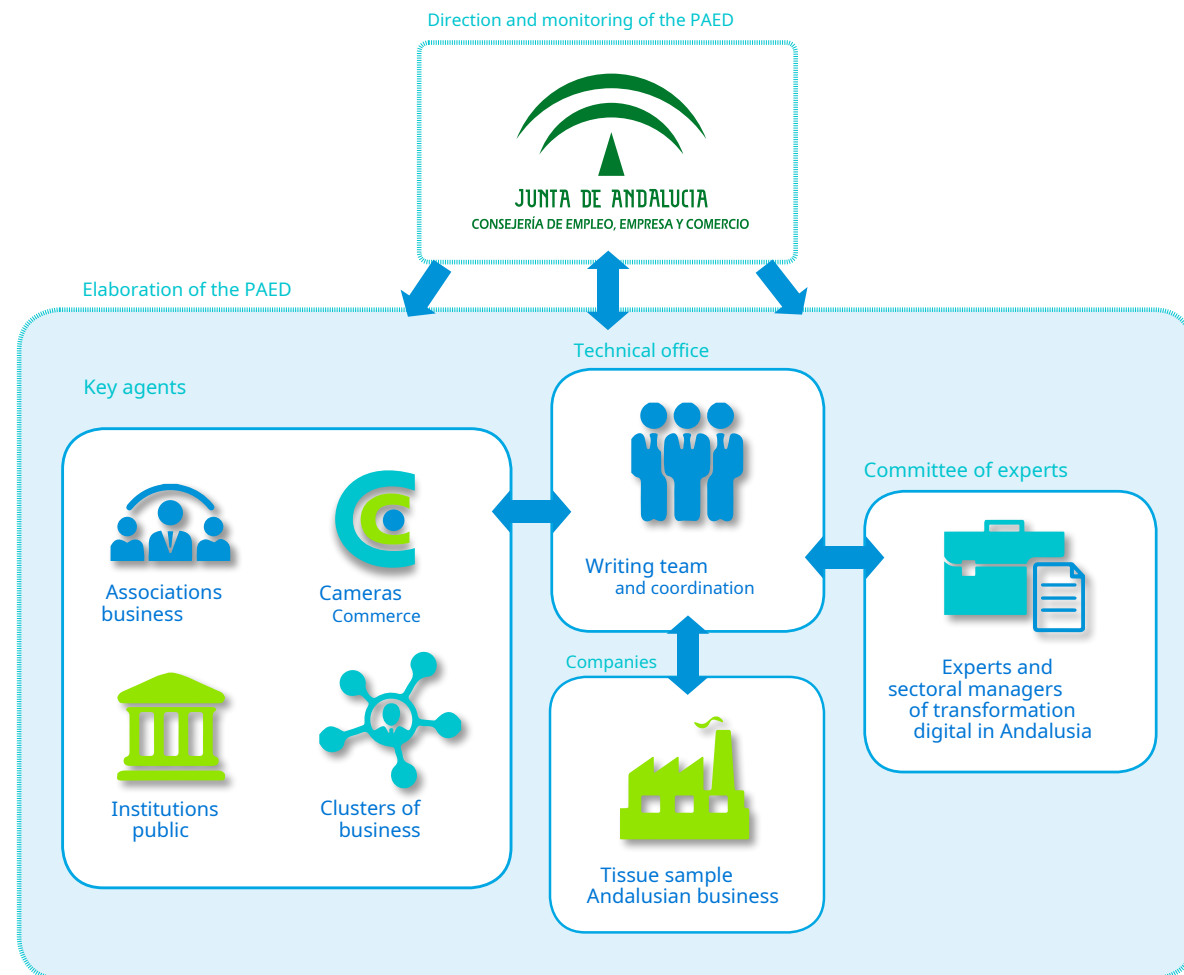 Direction and monitoring of the PAED
JUNTA DE ANDALUCIA
CONSEJERÍA DE EMPLEO, EMPRESA Y COMERCIO
Elaboration of the PAED
Technical office
Key agents
Writing team
and coordination
Committee of experts
Associations
business
Cameras
Commerce
Institutions
public
Clusters of
business
Companies
Tissue sample
Andalusian business
Experts and
sectoral managers
of transformation
digital in Andalusia